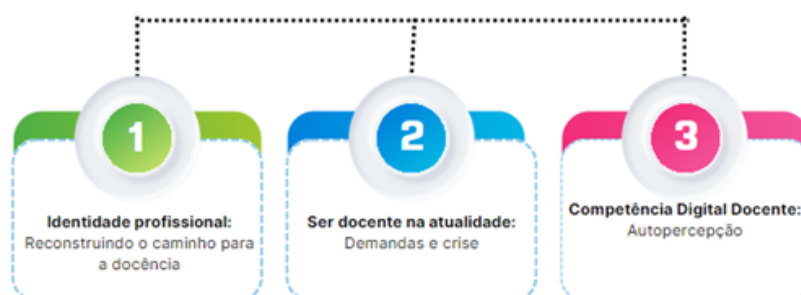 1
Identidade profissional:
Reconstruindo o caminho para
a docência
2
Ser docente na atualidade:
Demandas e crise
3
Competência Digital Docente:
Autopercepção